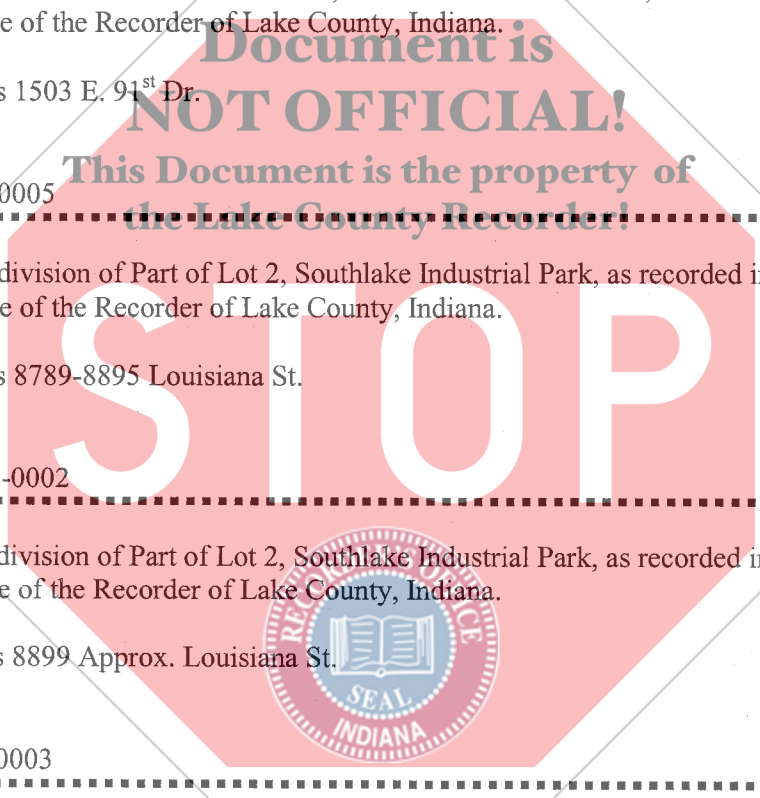 e of the Recorder of Lake County, Indiana.
Document is
s 1503 E. 91st Dr.
NOT OFFICIAL!
This Document is the property of
0005
the Lake County Recorder!
division of Part of Lot 2, Southlake Industrial Park, as recorded in
e of the Recorder of Lake County, Indiana.
STOP
s 8789-8895 Louisiana St.
-0002
division of Part of Lot 2, Southlake Industrial Park, as recorded in
e of the Recorder of Lake County, Indiana.
RECORDER'S OFFICE
s 8899 Approx. Louisiana St.
SEAL
INDIANA
0003